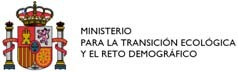 MINISTERIO
PARA LA TRANSICIÓN ECOLÓGICA
Y EL RETO DEMOGRÁFICO